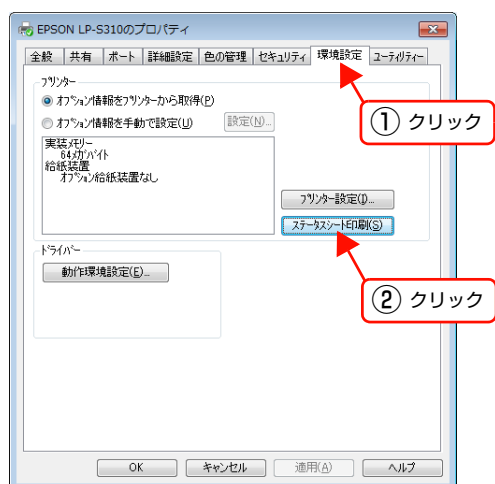 EPSON LP-S310のプロパティ
全般 共有 ポート 詳細設定 色の管理 セキュリティ 環境設定 ユーティリティー
プリンター
オプション情報をプリンターから取得(P)
オプション情報を手動で設定(U) 設定(N)...
① クリック
実装メモリー
64メガバイト
給紙装置
オプション給紙装置なし
プリンター設定(I)...
ステータスシート印刷(S)
ドライバー
動作環境設定(E)...
② クリック
OK キャンセル 適用(A) ヘルプ